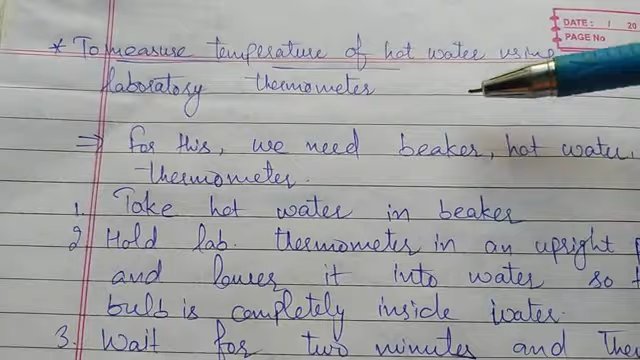 DATE: / 20
PAGE No
* To measure temperature of hot water using
laboratory thermometer
⇒ for this, we need beaker, hot water,
thermometer.
1. Take hot water in beaker
2. Hold lab. thermometer in an upright
and lower it into water so
bulb is completely inside water.
3. Wait for two minutes and